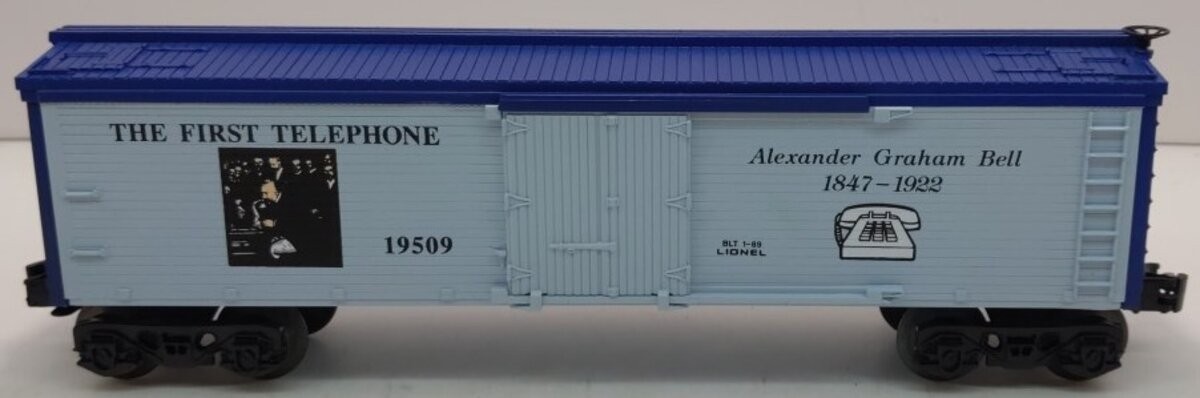 THE FIRST TELEPHONE
19509
Alexander Graham Bell
1847-1922
BLT 1-89
LIONEL